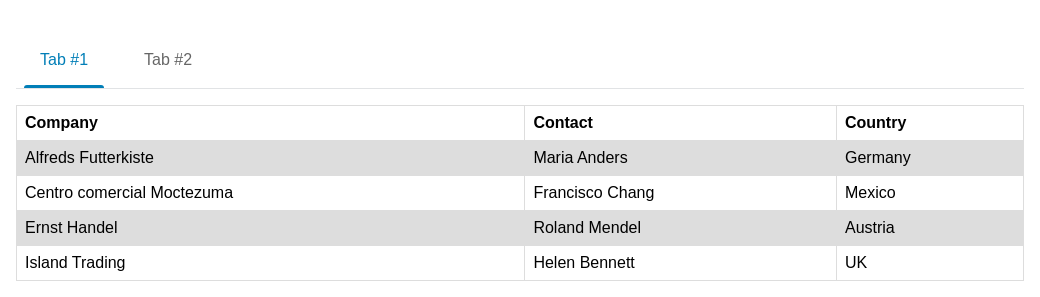 Tab #1 Tab #2
Company Contact Country
Alfreds Futterkiste Maria Anders Germany
Centro comercial Moctezuma Francisco Chang Mexico
Ernst Handel Roland Mendel Austria
Island Trading Helen Bennett UK